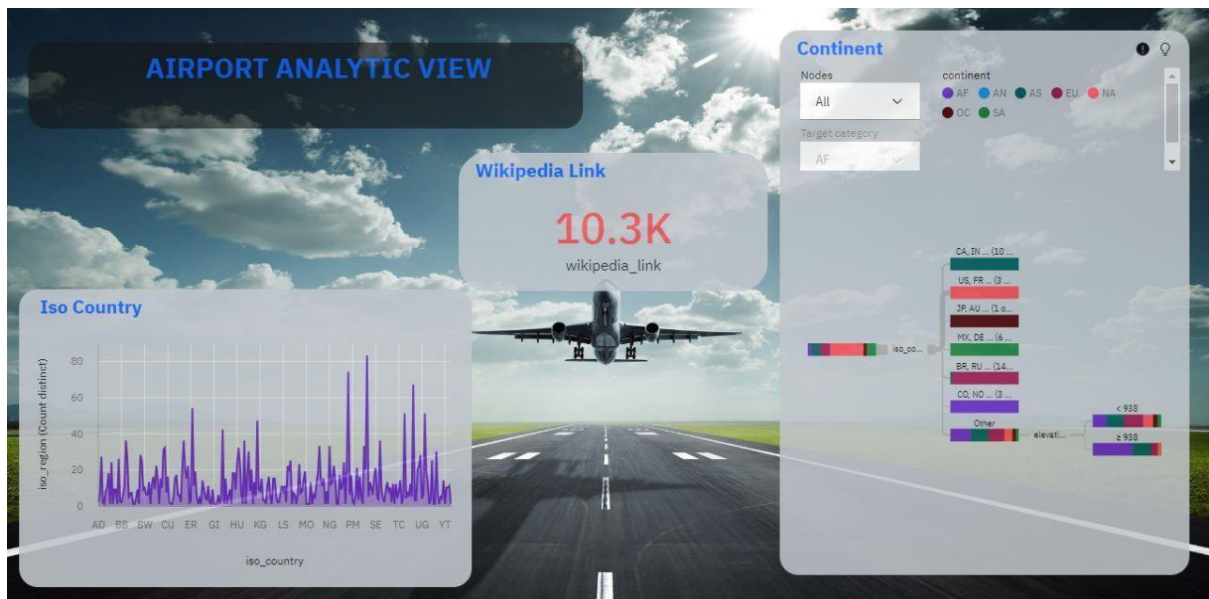 AIRPORT ANALYTIC VIEW
Wikipedia Link
10.3K
wikipedia_link
Iso Country
iso_region (Count distinct)
80
60
40
20
0
AD BB BW CU ER GI HU KG LS MO NG PM SE TC UG YT
iso_country
Continent
Nodes
All
Target category
AF
continent
AF AN AS EU NA
OC SA
CA, IN ... (10 ...
US, FR ... (3 ...
JP, AU ... (1 o...
MX, DE ... (6 ...
BR, RU ... (14...
CO, NO ... (3 ...
Other
iso_co...
elevati...
< 938
≥ 938